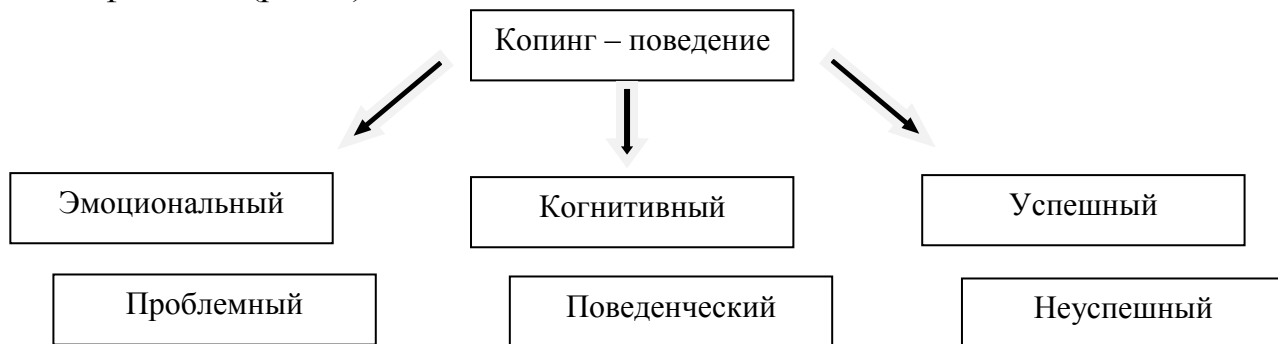 Копинг – поведение
Эмоциональный
Когнитивный
Успешный
Проблемный
Поведенческий
Неуспешный